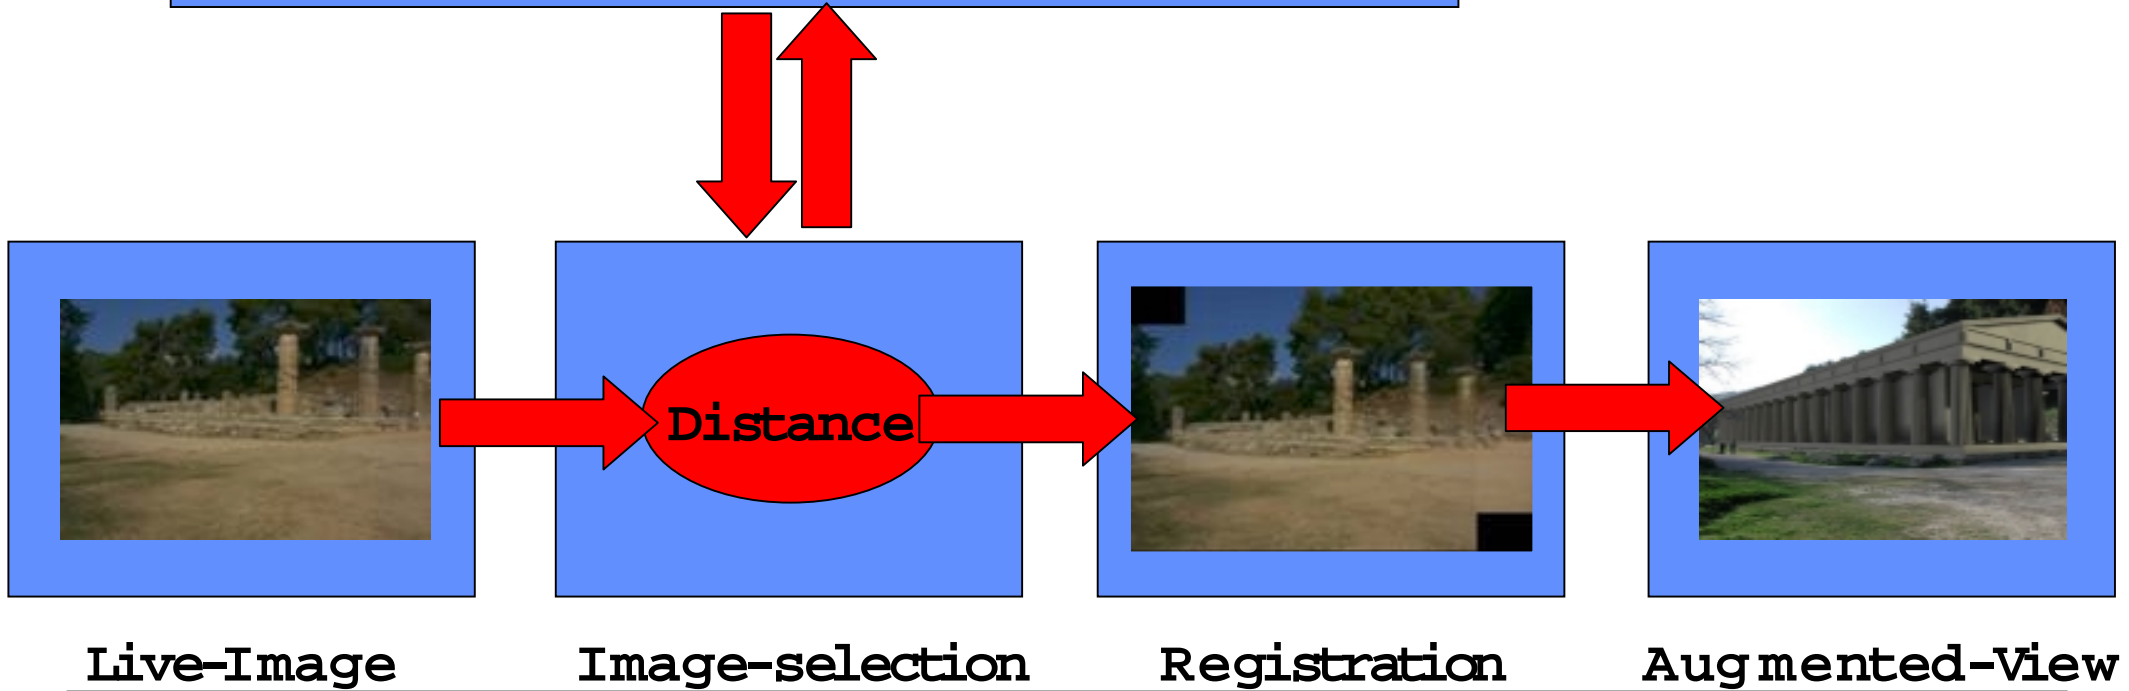 Distance
Live-Image
Image-selection
Registration
Augmented-View